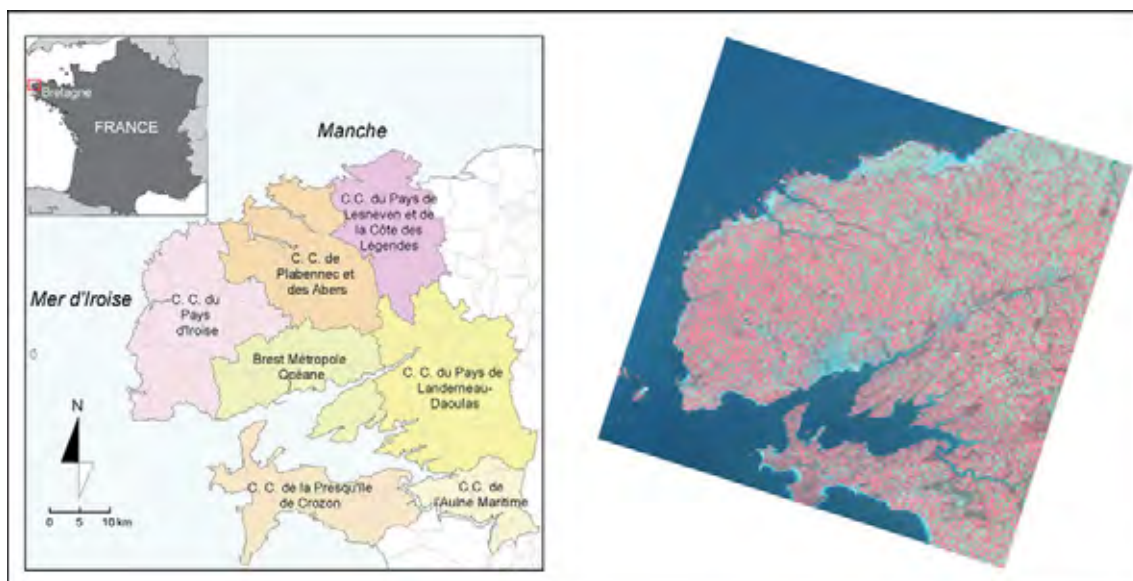 Bretagne
FRANCE
Manche
C.C. du Pays de
Lesneven et de
la Côte des
Légendes
C. C. de
Plabennec et
des Abers
Mer d'Iroise
C. C. du
Pays
d'Iroise
Brest Métropole
Océane
C. C. du Pays de
Landerneau-
Daoulas
N
C. C. de la Presqu'île
de Crozon
C.C. de
l'Aulne Maritime
0 5 10 km